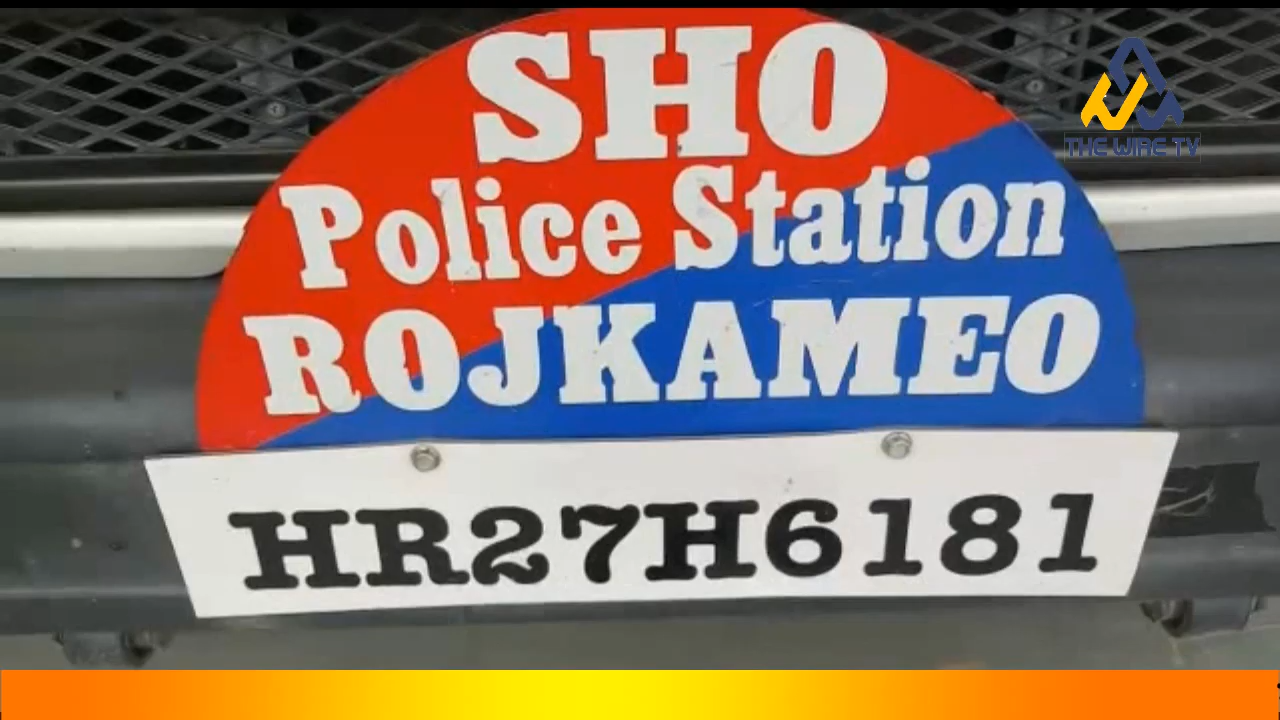 SHO
Police Station
ROJKAMEO
HR27H6181
THE WIRE TV